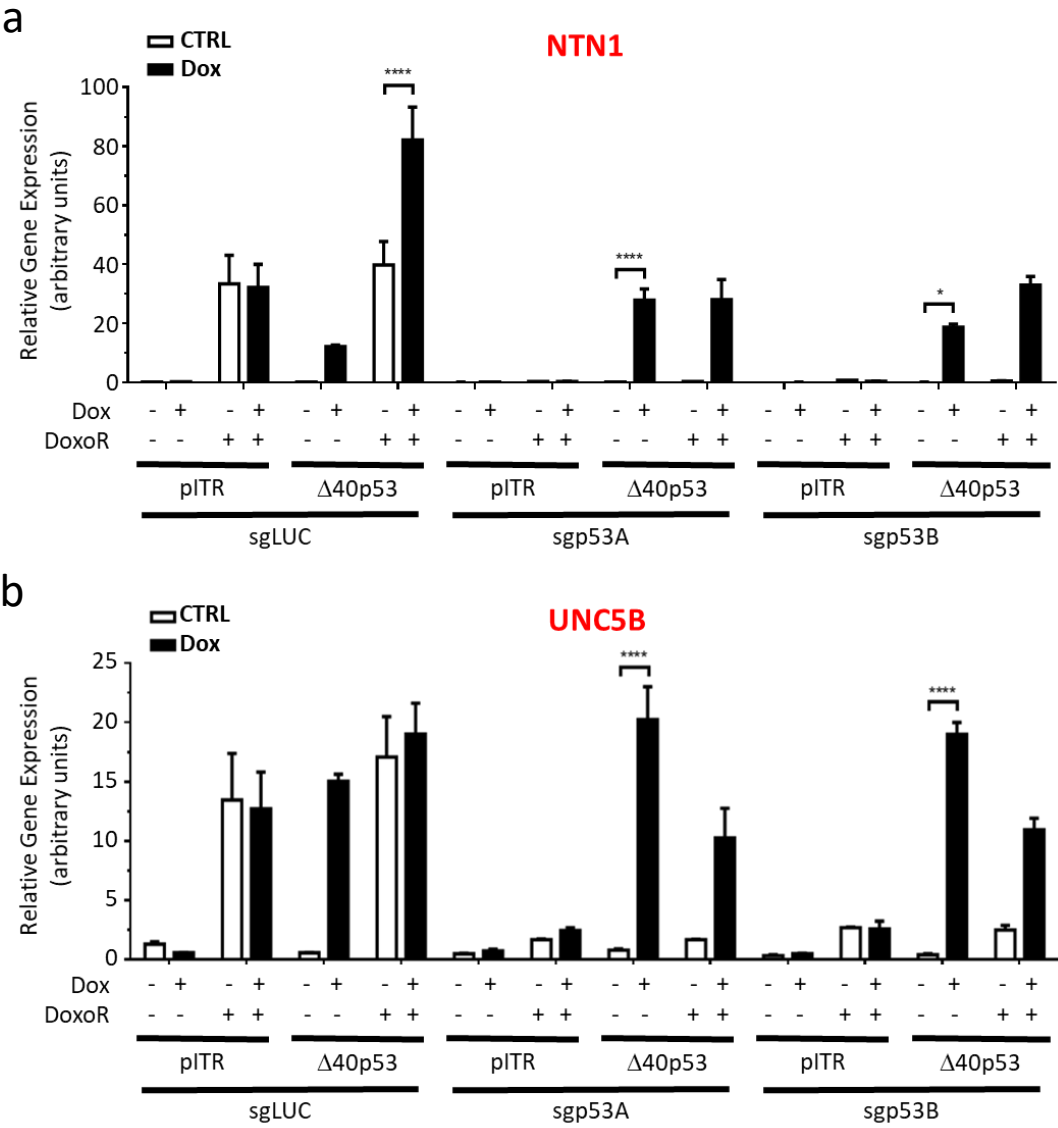 a
CTRL
Dox
NTN1
Relative Gene Expression
(arbitrary units)
100
80
60
40
20
0
****
****
*
Dox - + - + - + - + - + - + - + - + - + - + - + - +
DoxoR - - + + - - + + - - + + - - + + - - + + - - + +
pITR Δ40p53 pITR Δ40p53 pITR Δ40p53
sgLUC sgp53A sgp53B
b
CTRL
Dox
UNC5B
Relative Gene Expression
(arbitrary units)
25
20
15
10
5
0
****
****
Dox - + - + - + - + - + - + - + - + - + - + - + - +
DoxoR - - + + - - + + - - + + - - + + - - + + - - + +
pITR Δ40p53 pITR Δ40p53 pITR Δ40p53
sgLUC sgp53A sgp53B